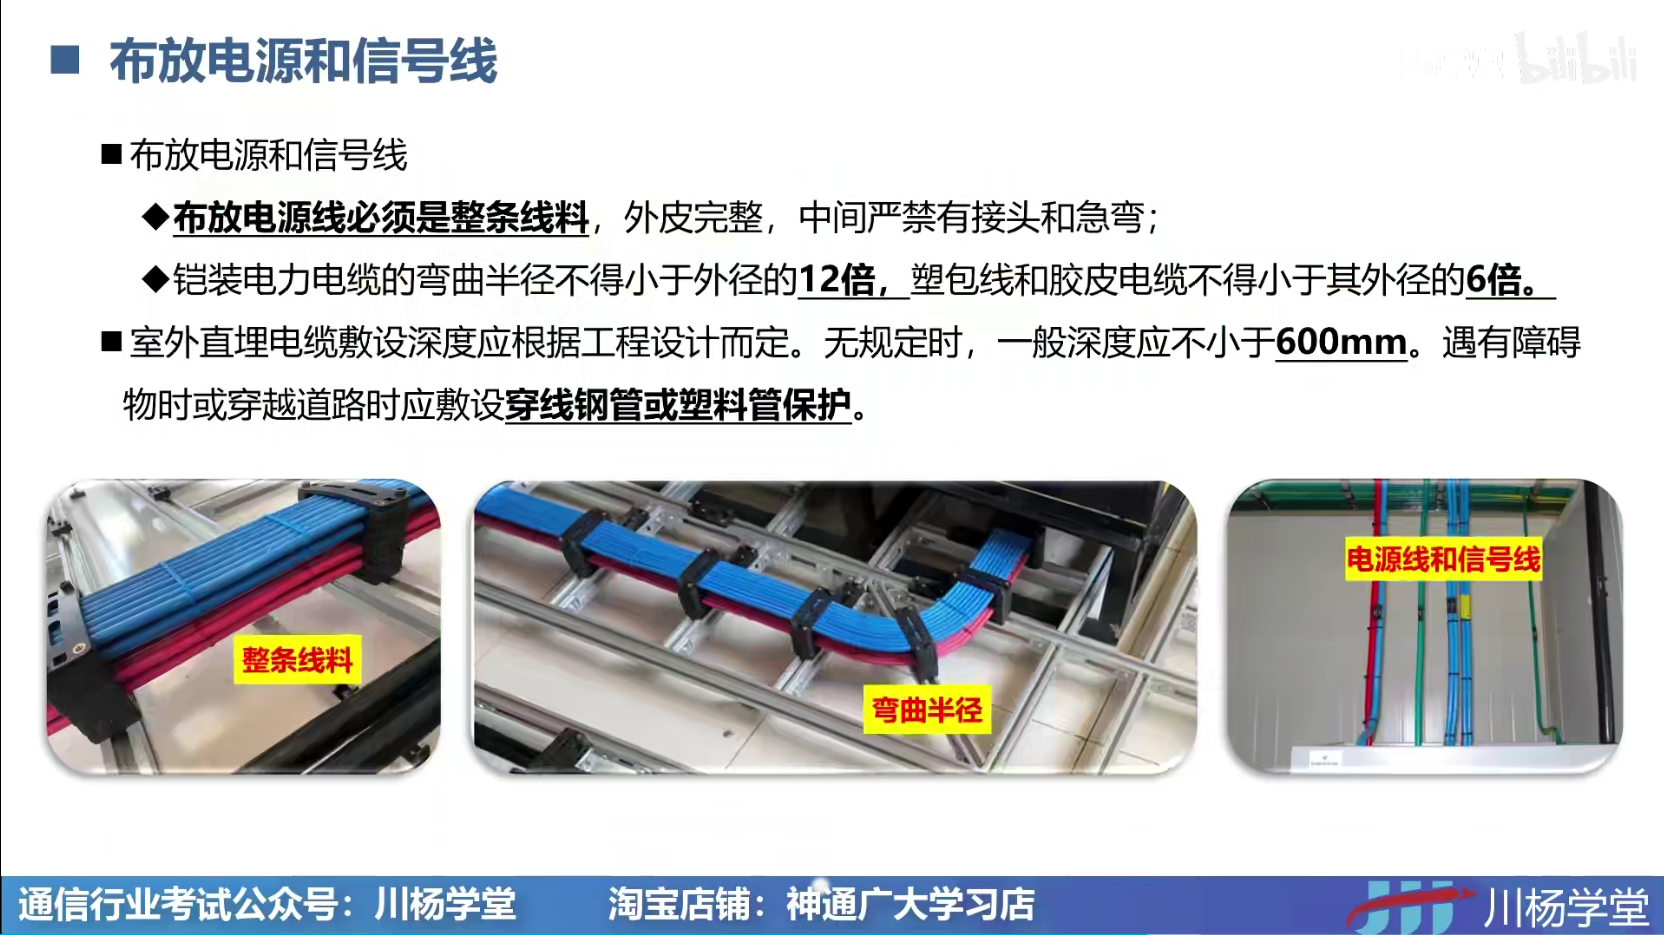 布放电源和信号线
bilibili
布放电源和信号线
布放电源线必须是整条线料，外皮完整，中间严禁有接头和急弯；
铠装电力电缆的弯曲半径不得小于外径的12倍，塑包线和胶皮电缆不得小于其外径的6倍。
室外直埋电缆敷设深度应根据工程设计而定。无规定时，一般深度应不小于600mm。遇有障碍
物时或穿越道路时应敷设穿线钢管或塑料管保护。
整条线料
弯曲半径
电源线和信号线
通信行业考试公众号：川杨学堂 淘宝店铺：神通广大学习店
川杨学堂